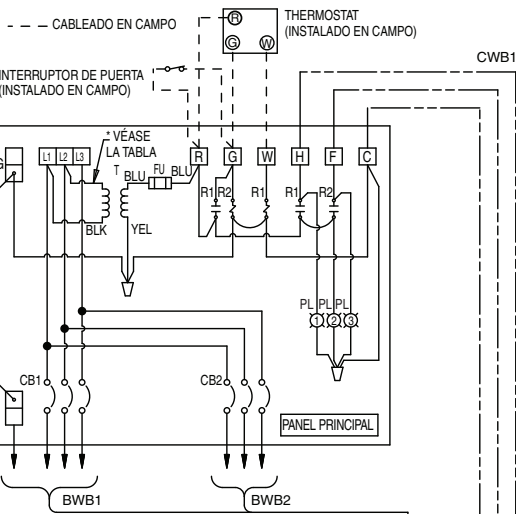 CABLEADO EN CAMPO
R
THERMOSTAT
(INSTALADO EN CAMPO)
G W
CWB1
INTERRUPTOR DE PUERTA
(INSTALADO EN CAMPO)
* VÉASE
LA TABLA
G
L1 L2 L3
T
BLU
FU
BLU
R G W H F C
R1 R2 R1 R1 R2
BLK
YEL
PL PL PL
1 2 3
CB1
CB2
PANEL PRINCIPAL
BWB1
BWB2